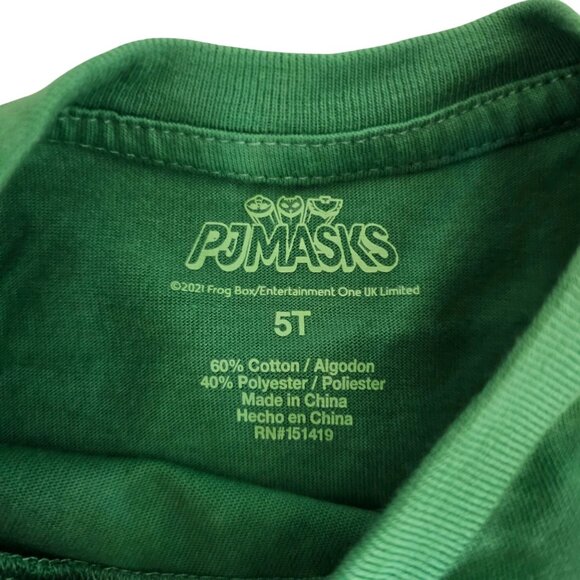 PJMASKS
©2021 Frog Box/Entertainment One UK Limited
5T
60% Cotton / Algodon
40% Polyester / Poliester
Made in China
Hecho en China
RN#151419